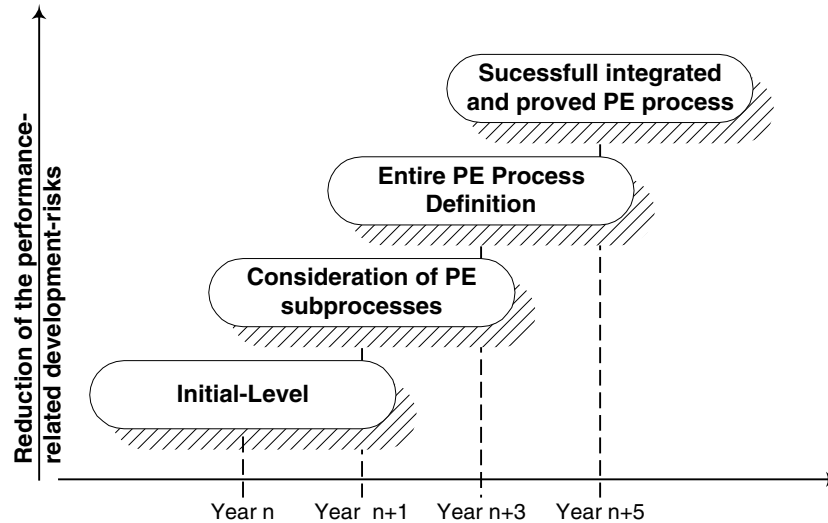 Sucessfull integrated
and proved PE process
Entire PE Process
Definition
Consideration of PE
subprocesses
Initial-Level
Reduction of the performance-
related development-risks
Year n
Year n+1
Year n+3
Year n+5